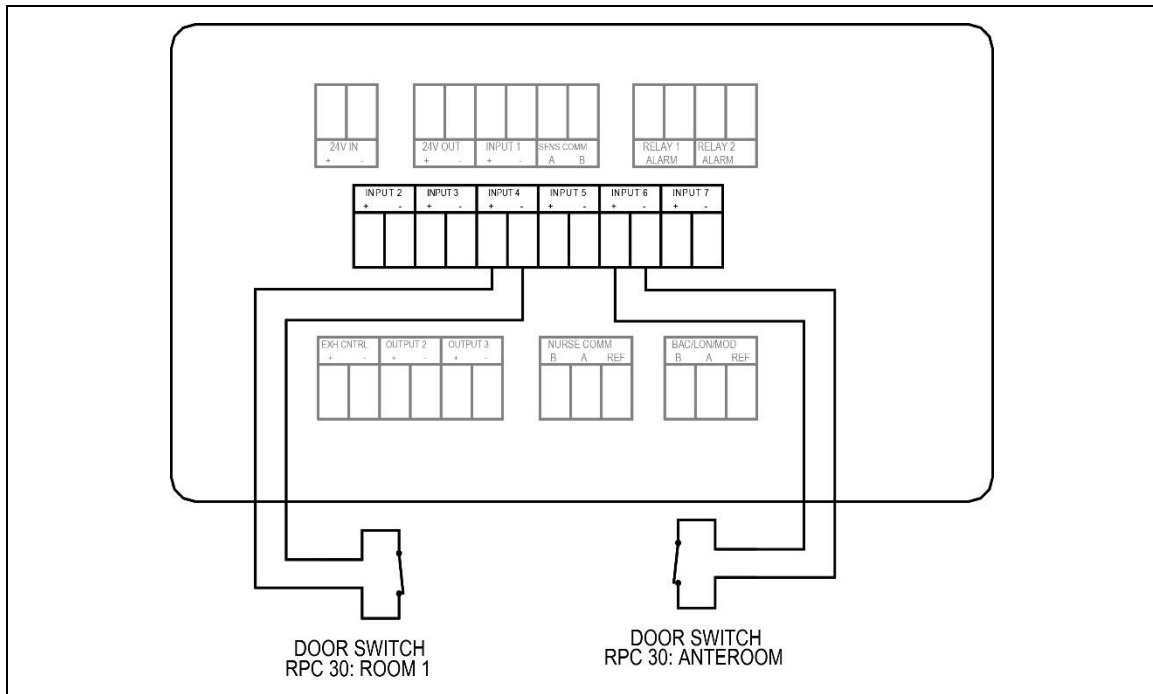 24V IN
+ -
24V OUT INPUT 1 SENS COMM
+ - + - A B
RELAY 1 RELAY 2
ALARM ALARM
INPUT 2 INPUT 3 INPUT 4 INPUT 5 INPUT 6 INPUT 7
+ - + - + - + - + - + -
EXH CNTRL OUTPUT 2 OUTPUT 3
+ - + - + -
NURSE COMM
B A REF
BAC/LON/MOD
B A REF
DOOR SWITCH
RPC 30: ROOM 1
DOOR SWITCH
RPC 30: ANTEROOM